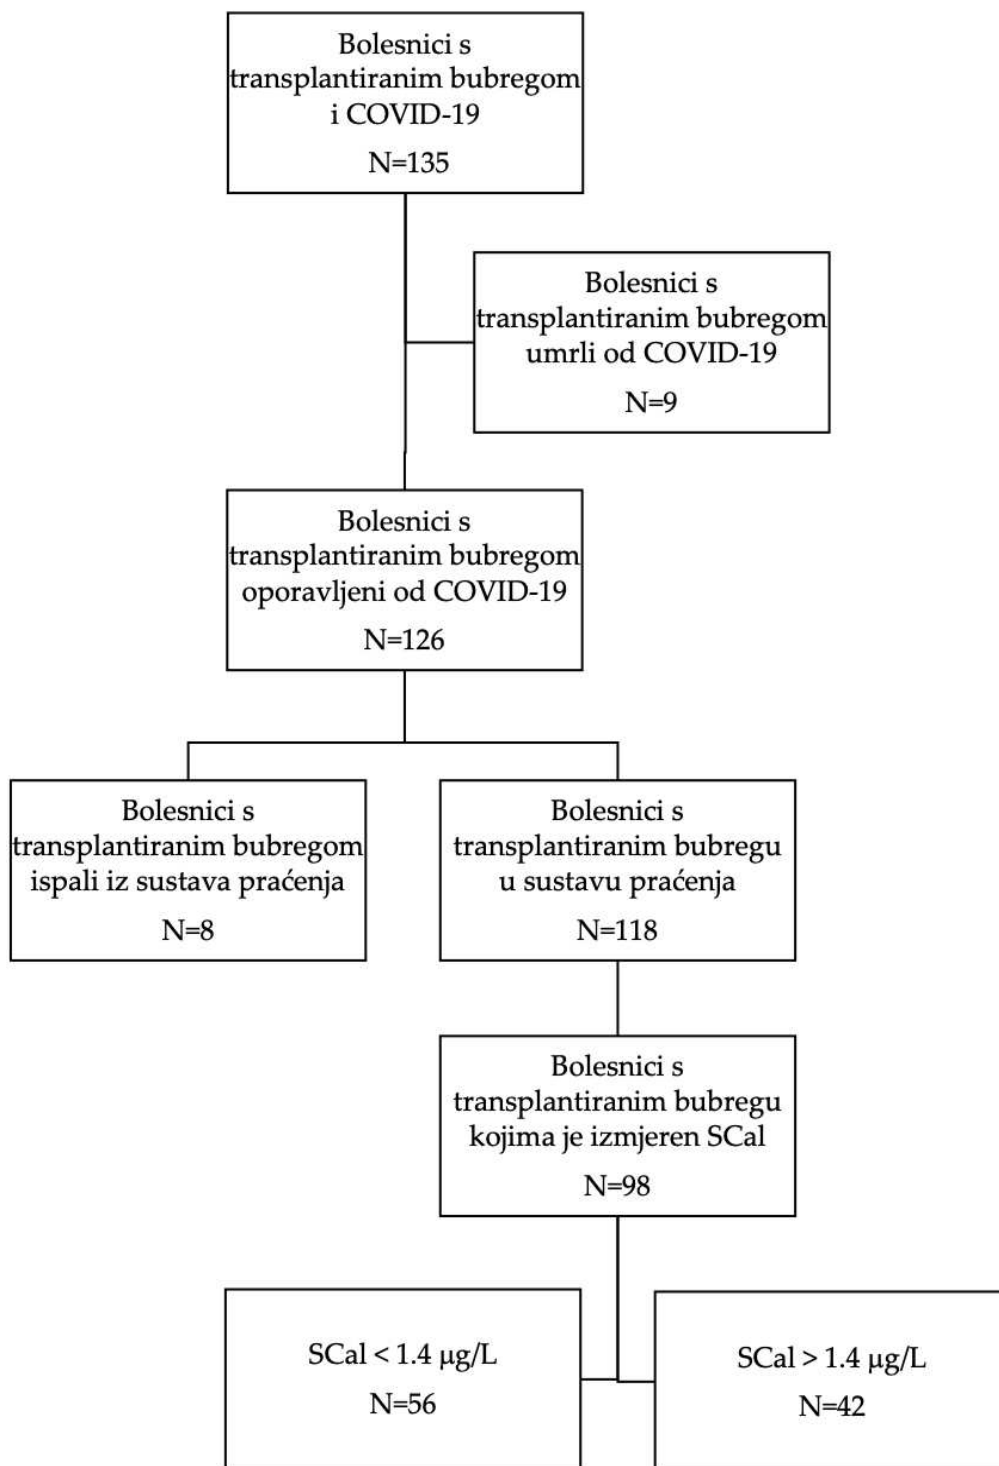 Bolesnici s
transplantiranim bubregom
i COVID-19
N=135
Bolesnici s
transplantiranim bubregom
umrli od COVID-19
N=9
Bolesnici s
transplantiranim bubregom
oporavljeni od COVID-19
N=126
Bolesnici s
transplantiranim bubregom
ispali iz sustava praćenja
N=8
Bolesnici s
transplantiranim bubregu
u sustavu praćenja
N=118
Bolesnici s
transplantiranim bubregu
kojima je izmjeren SCal
N=98
SCal < 1.4 μg/L
N=56
SCal > 1.4 μg/L
N=42